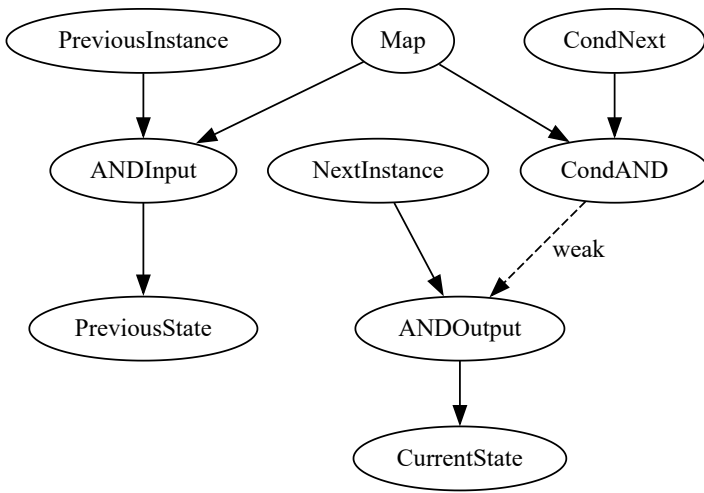 PreviousInstance
Map
CondNext
ANDInput
NextInstance
CondAND
weak
PreviousState
ANDOutput
CurrentState